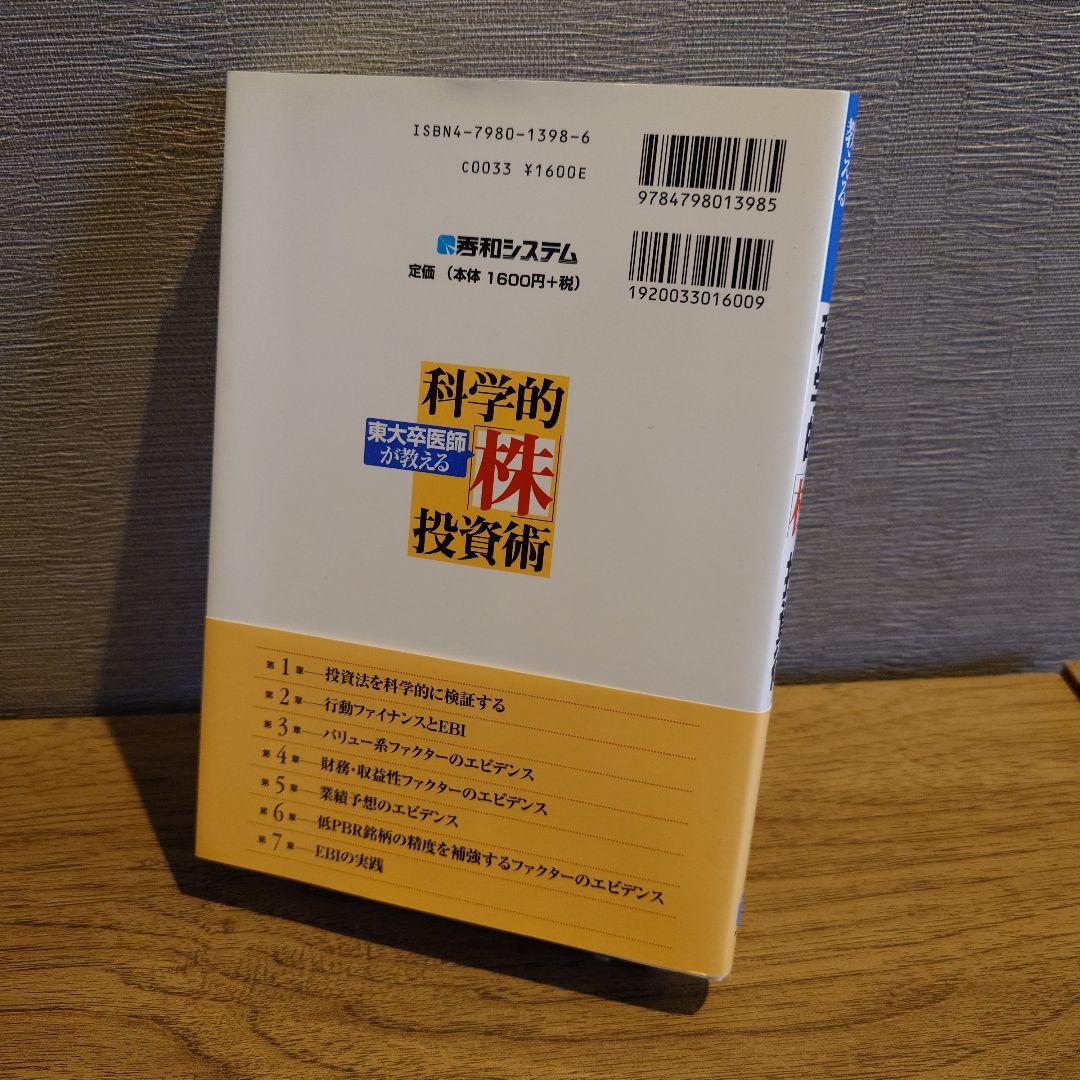 ISBN4-7980-1398-6
C0033 ¥1600E
9784798013985
秀和システム
定価 (本体 1600円+税)
1920033016009
東大卒医師
が教える
科学的
「株」
投資術
第1章 投資法を科学的に検証する
第2章 行動ファイナンスとEBI
第3章 バリュー系ファクターのエビデンス
第4章 財務・収益性ファクターのエビデンス
第5章 業績予想のエビデンス
第6章 低PBR銘柄の精度を補強するファクターのエビデンス
第7章 EBIの実践
教える